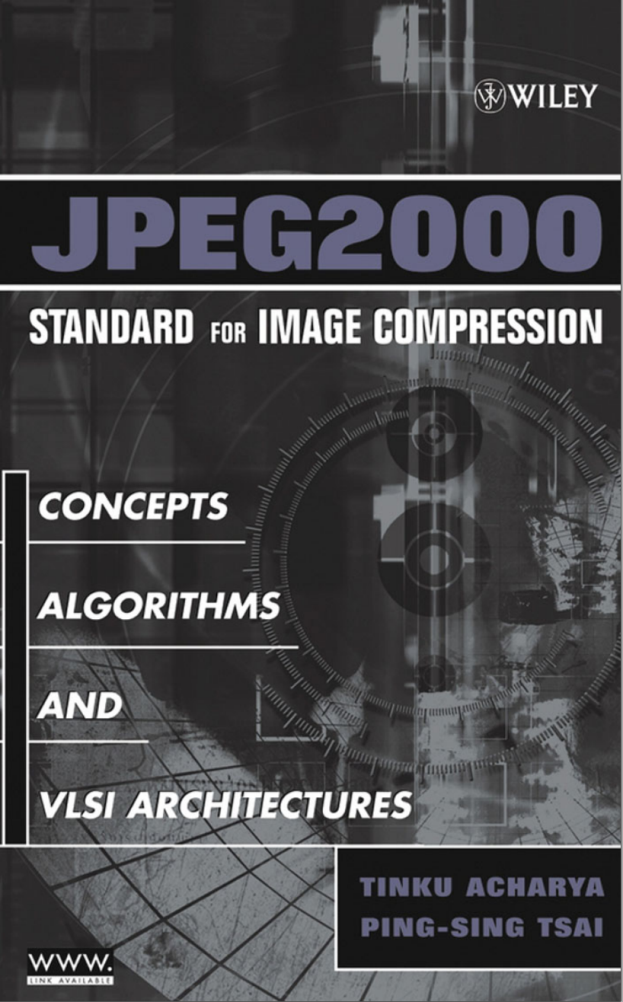 WILEY
JPEG2000
STANDARD FOR IMAGE COMPRESSION
CONCEPTS
ALGORITHMS
AND
VLSI ARCHITECTURES
TINKU ACHARYA
PING-SING TSAI
WWW.
LINK AVAILABLE